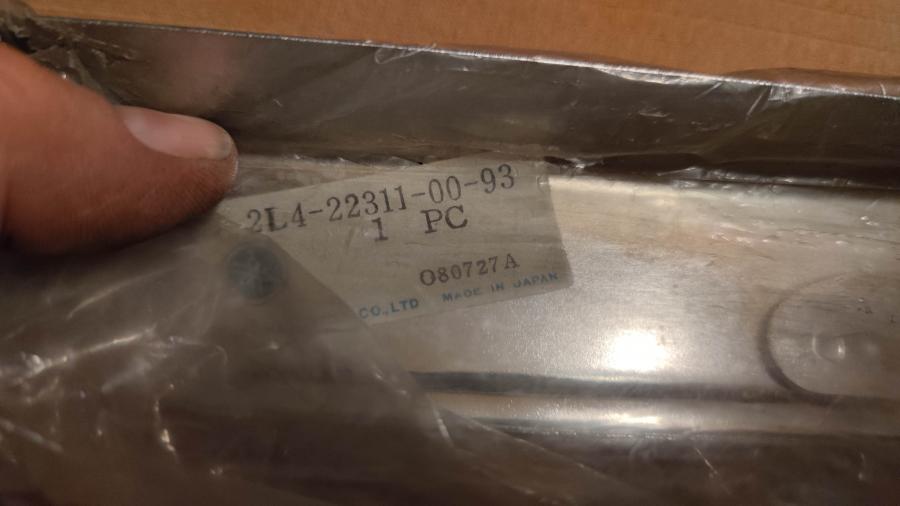 2L4-22311-00-93
1 PC
O80727A
CO.,LTD MADE IN JAPAN